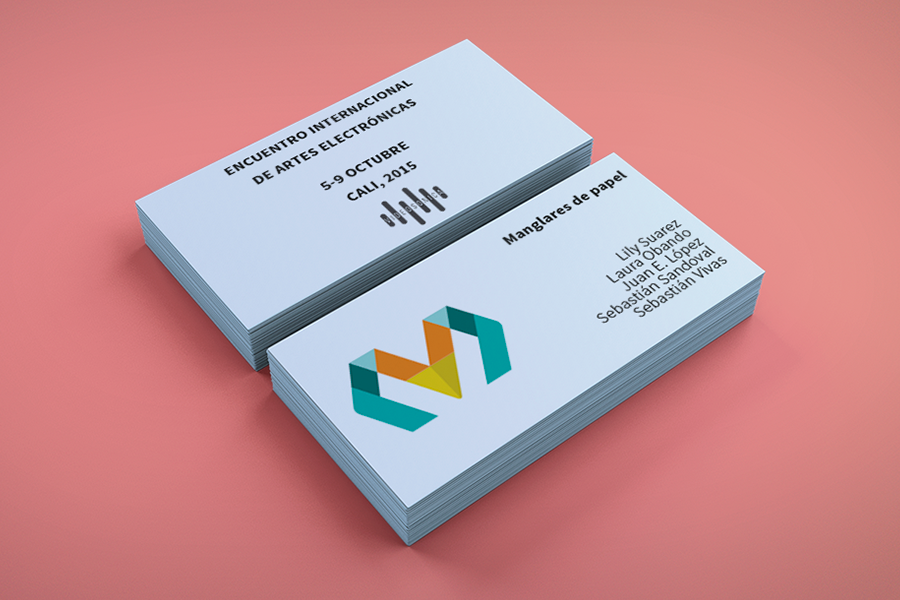 ENCUENTRO INTERNACIONAL
DE ARTES ELECTRÓNICAS
5-9 OCTUBRE
CALI, 2015
Manglares de papel
Lily Suarez
Laura Obando
Juan E. López
Sebastián Sandoval
Sebastián Vivas